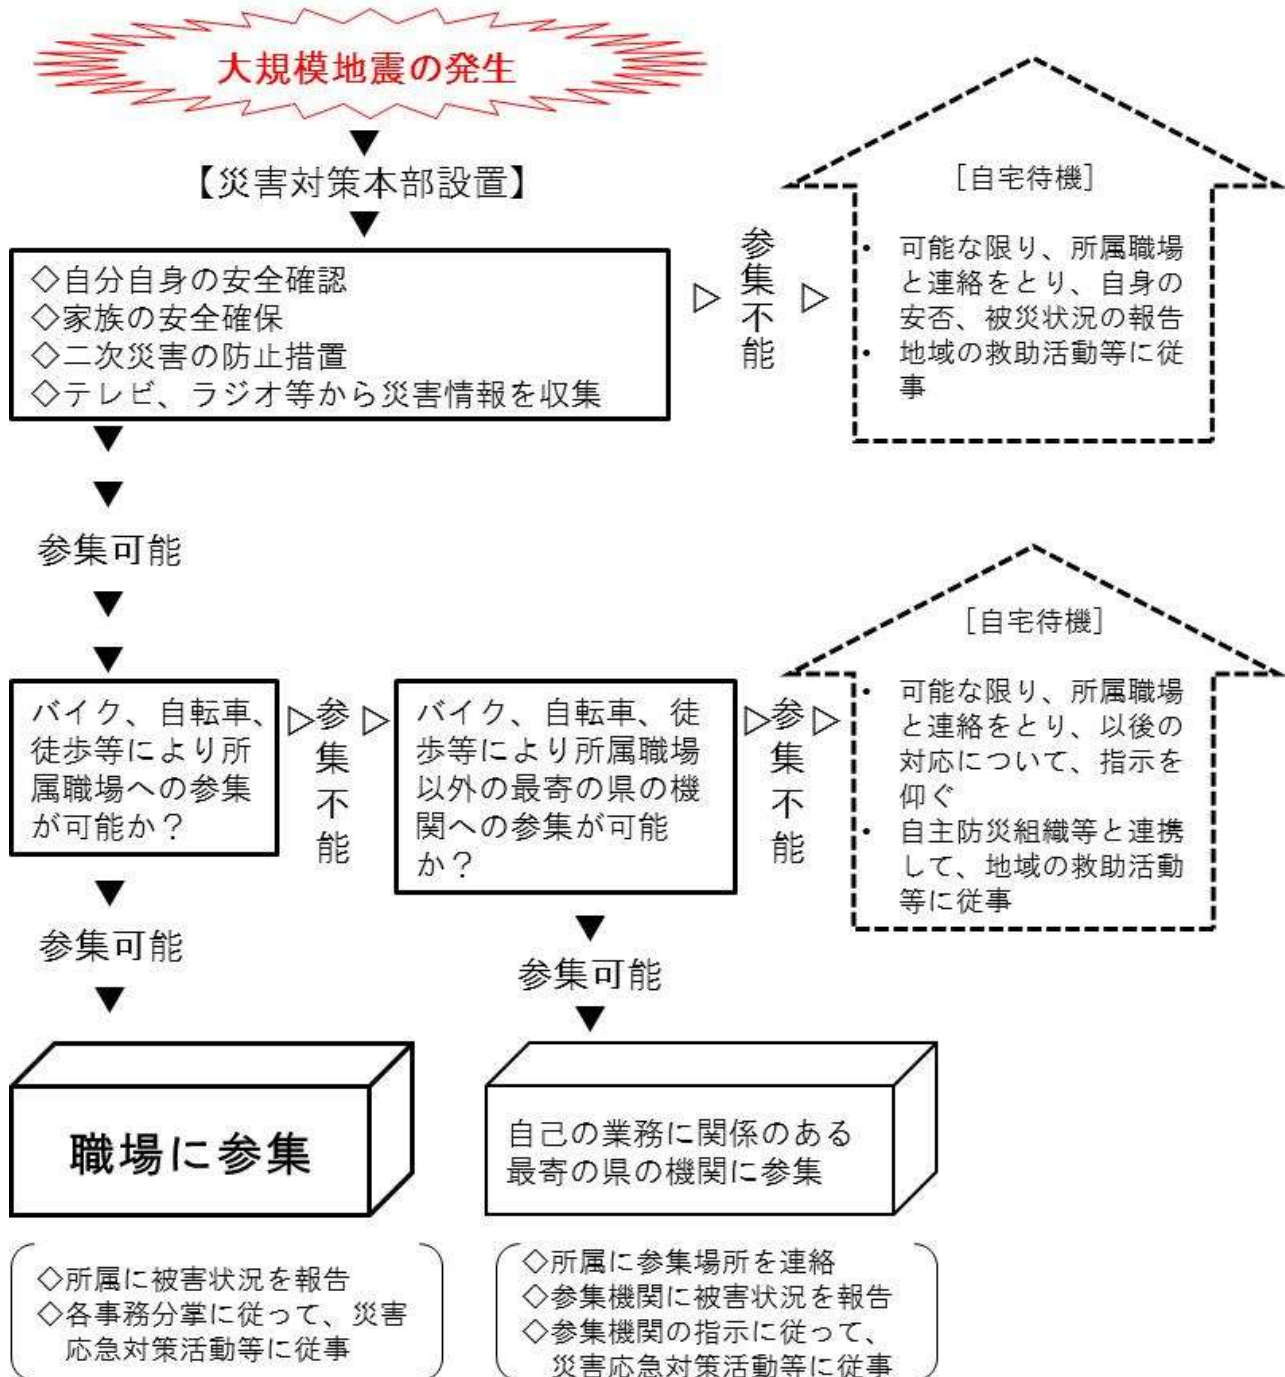 大規模地震の発生
▼
【災害対策本部設置】
▼
◇自分自身の安全確認
◇家族の安全確保
◇二次災害の防止措置
◇テレビ、ラジオ等から災害情報を収集
▷
参集不能
▷
［自宅待機］
• 可能な限り、所属職場
と連絡をとり、自身の
安否、被災状況の報告
• 地域の救助活動等に従
事
▼
▼
参集可能
▼
▼
バイク、自転車、
徒歩等により所
属職場への参集
が可能か？
▷
参集不能
▷
バイク、自転車、徒
歩等により所属職場
以外の最寄の県の機
関への参集が可能
か？
▷
参集不能
▷
［自宅待機］
• 可能な限り、所属職場
と連絡をとり、以後の
対応について、指示を
仰ぐ
• 自主防災組織等と連携
して、地域の救助活動
等に従事
▼
参集可能
▼
▼
参集可能
▼
職場に参集
自己の業務に関係のある
最寄の県の機関に参集
◇所属に被害状況を報告
◇各事務分掌に従って、災害
応急対策活動等に従事
◇所属に参集場所を連絡
◇参集機関に被害状況を報告
◇参集機関の指示に従って、
災害応急対策活動等に従事